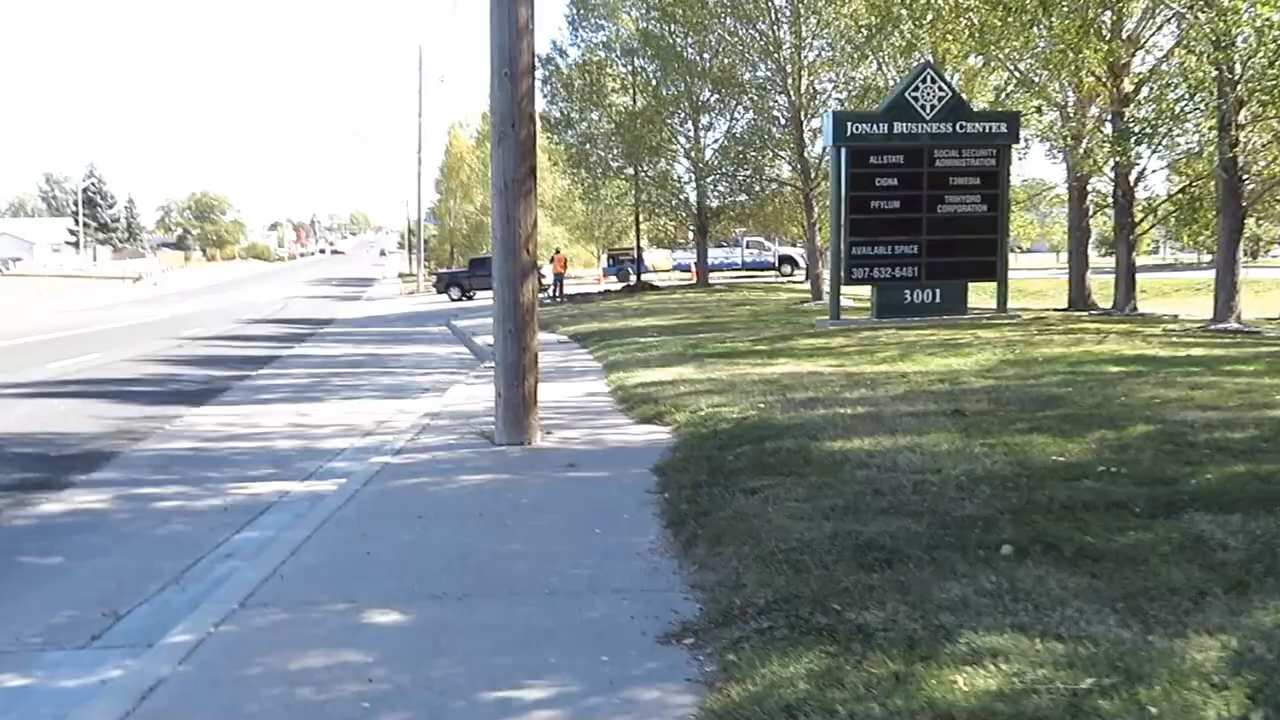 JONAH BUSINESS CENTER
ALLSTATE
SOCIAL SECURITY
ADMINISTRATION
CIGNA
T3MEDIA
PFYLUM
TRIHYDRO
CORPORATION
AVAILABLE SPACE
307-632-6481
3001